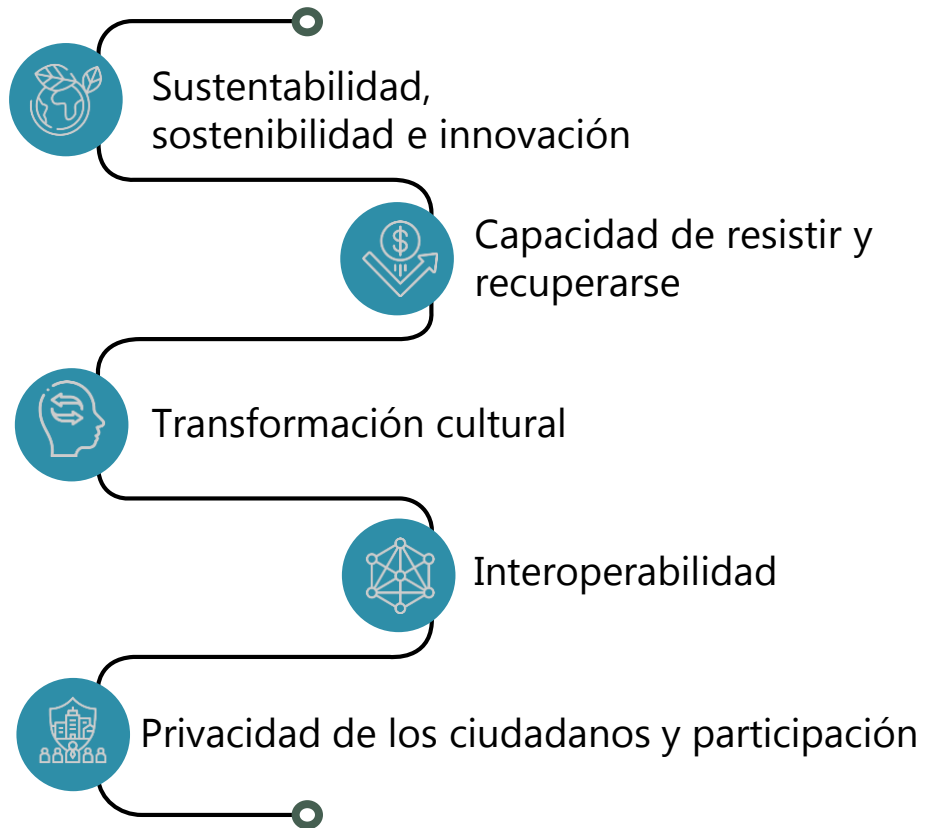 Sustentabilidad,
sostenibilidad e innovación
Capacidad de resistir y
recuperarse
Transformación cultural
Interoperabilidad
Privacidad de los ciudadanos y participación